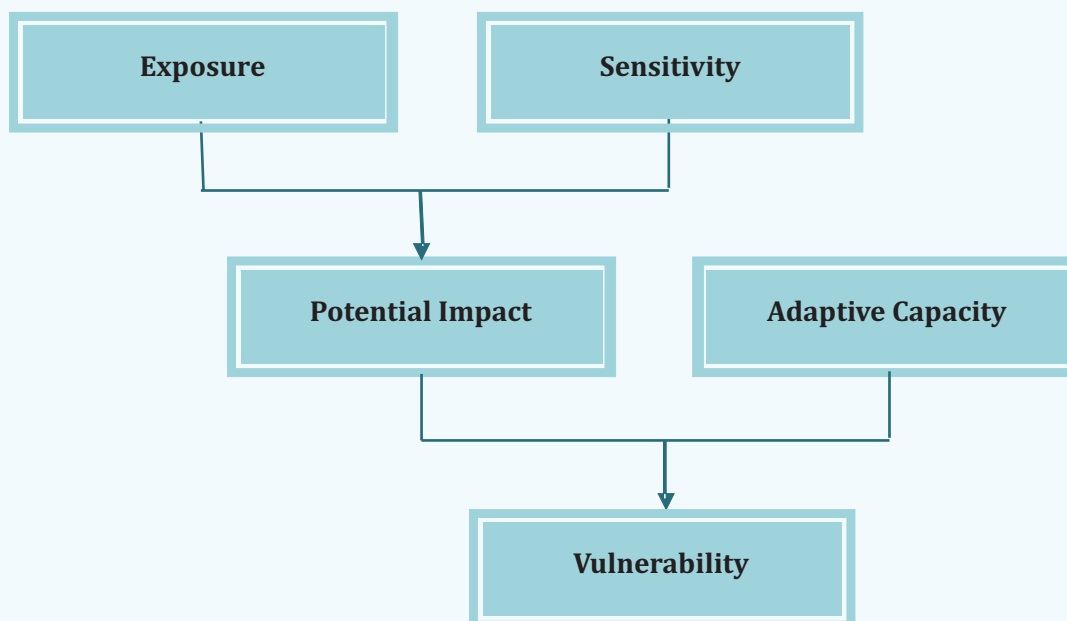 Exposure
Sensitivity
Potential Impact
Adaptive Capacity
Vulnerability